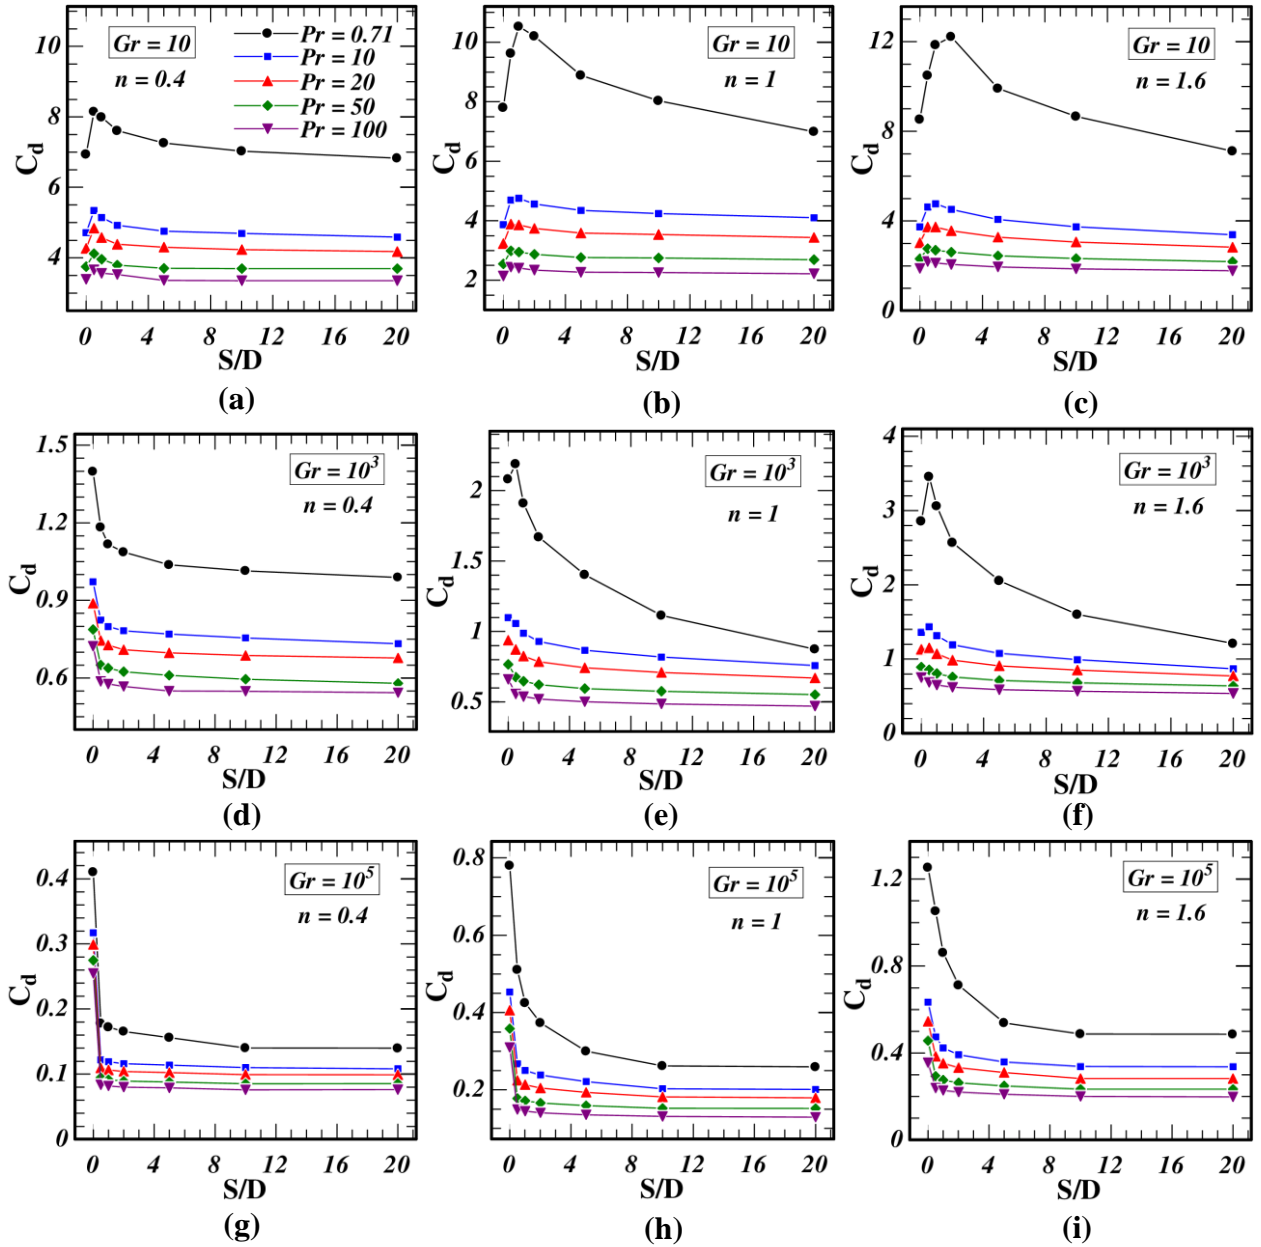 Gr = 10
n = 0.4
Pr = 0.71
Pr = 10
Pr = 20
Pr = 50
Pr = 100
10
8
6
4
C_d
0 4 8 12 16 20
S/D
(a)
Gr = 10
n = 1
10
8
6
4
2
C_d
0 4 8 12 16 20
S/D
(b)
Gr = 10
n = 1.6
12
12
4
0
C_d
0 4 8 12 16 20
S/D
(c)
Gr = 10^3
n = 0.4
1.5
1.2
0.9
0.6
C_d
0 4 8 12 16 20
S/D
(d)
Gr = 10^3
n = 1
2
1.5
1
0.5
C_d
0 4 8 12 16 20
S/D
(e)
Gr = 10^3
n = 1.6
4
3
2
1
0
C_d
0 4 8 12 16 20
S/D
(f)
Gr = 10^5
n = 0.4
0.4
0.3
0.2
0.1
0
C_d
0 4 8 12 16 20
S/D
(g)
Gr = 10^5
n = 1
0.8
0.6
0.4
0.2
C_d
0 4 8 12 16 20
S/D
(h)
Gr = 10^5
n = 1.6
1.2
0.8
0.4
0
C_d
0 4 8 12 16 20
S/D
(i)